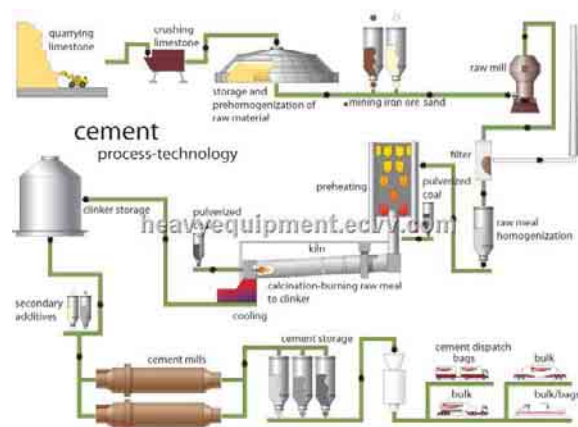 quarrying
limestone
crushing
limestone
storage and
prehomogenization of
raw material
mining iron ore sand
raw mill
cement
process-technology
filter
preheating
pulverized
coal
clinker storage
pulverized
heavyequipment.ecvv.com
kiln
raw meal
homogenization
calcination-burning raw meal
to clinker
cooling
secondary
additives
cement mills
cement storage
cement dispatch
bags
bulk
bulk
bulk/bags